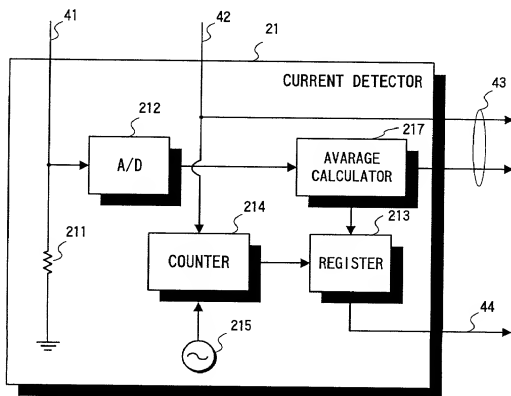 41
42
21
CURRENT DETECTOR
43
212
A/D
217
AVARAGE
CALCULATOR
211
214
COUNTER
213
REGISTER
215
44